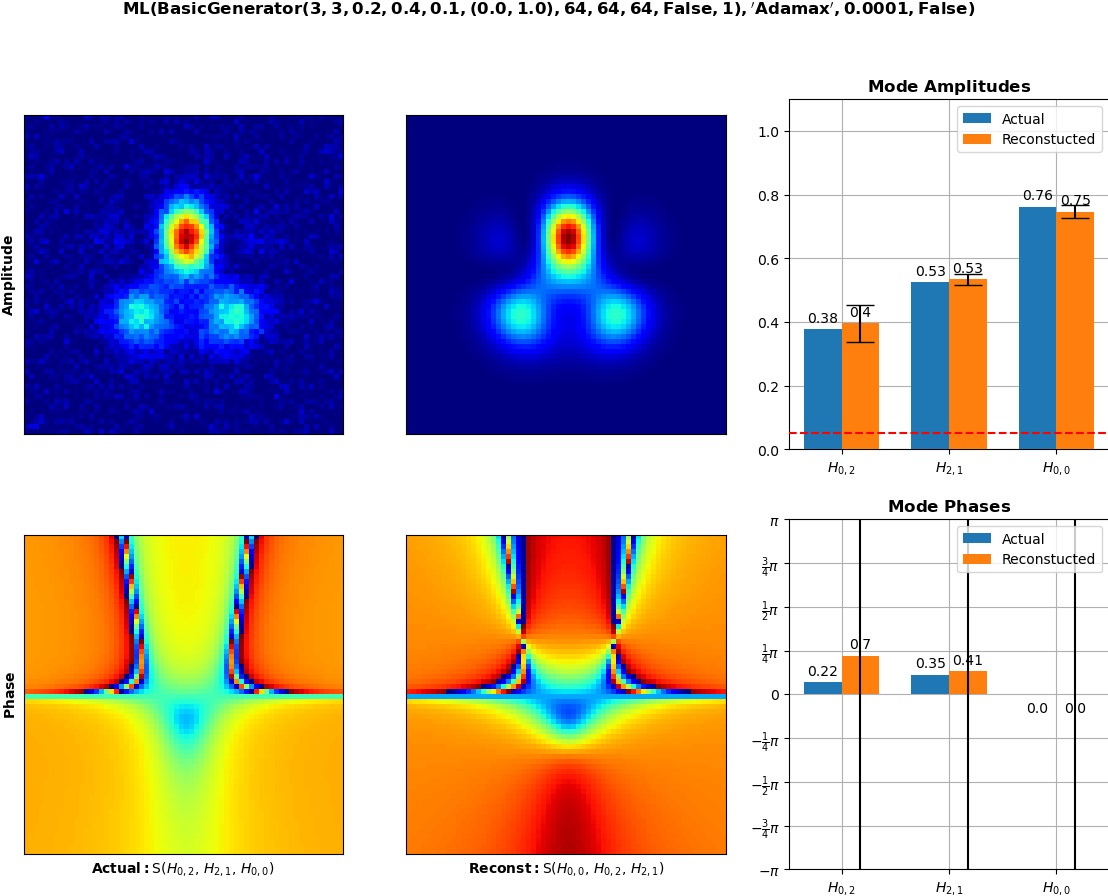 ML(BasicGenerator(3, 3, 0.2, 0.4, 0.1, (0.0, 1.0), 64, 64, 64, False, 1), ′Adamax′, 0.0001, False)
Amplitude
Mode Amplitudes
Actual
Reconstucted
1.0
0.8
0.6
0.4
0.2
0.0
0.38
0.4
0.53
0.53
0.76
0.75
H0, 2
H2, 1
H0, 0
Phase
Actual: S(H0, 2, H2, 1, H0, 0)
Reconst: S(H0, 0, H0, 2, H2, 1)
Mode Phases
Actual
Reconstucted
π
3/4π
1/2π
1/4π
0
−1/4π
−1/2π
−3/4π
−π
0.22
0.7
0.35
0.41
0.0
0.0
H0, 2
H2, 1
H0, 0